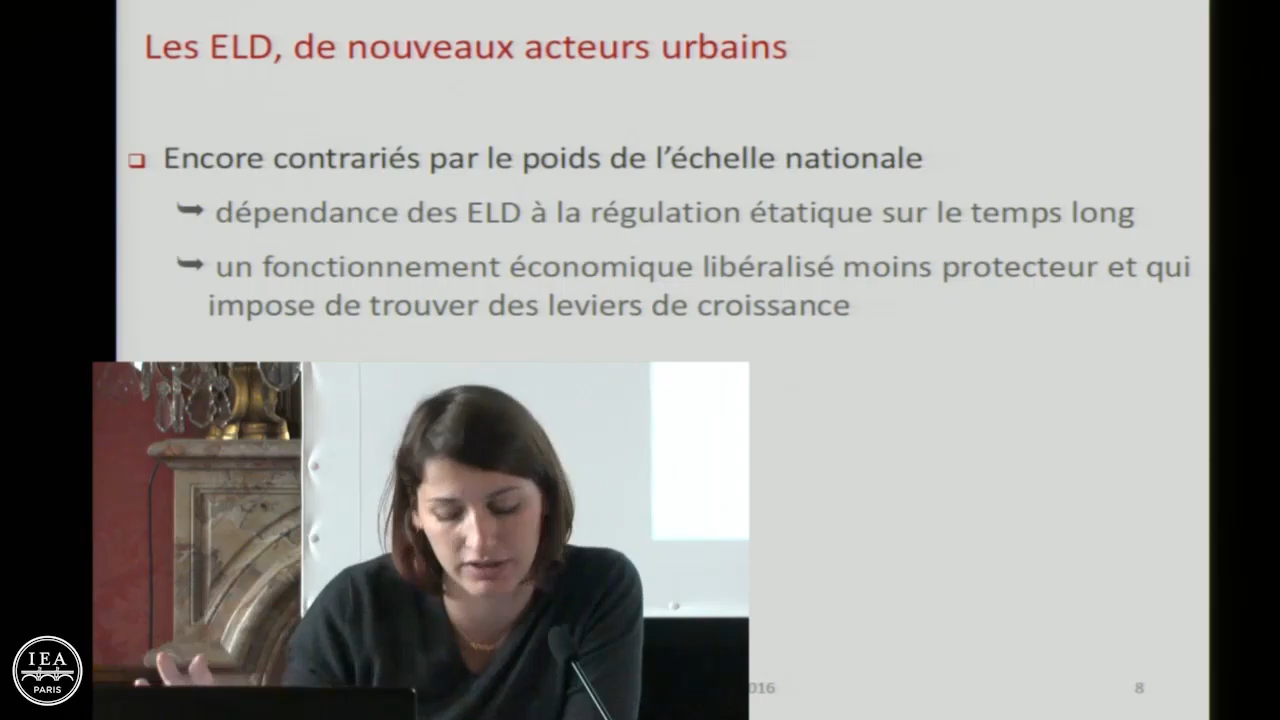 Les ELD, de nouveaux acteurs urbains
Encore contrariés par le poids de l'échelle nationale
dépendance des ELD à la régulation étatique sur le temps long
un fonctionnement économique libéralisé moins protecteur et qui
impose de trouver des leviers de croissance
016
8
IEA
PARIS